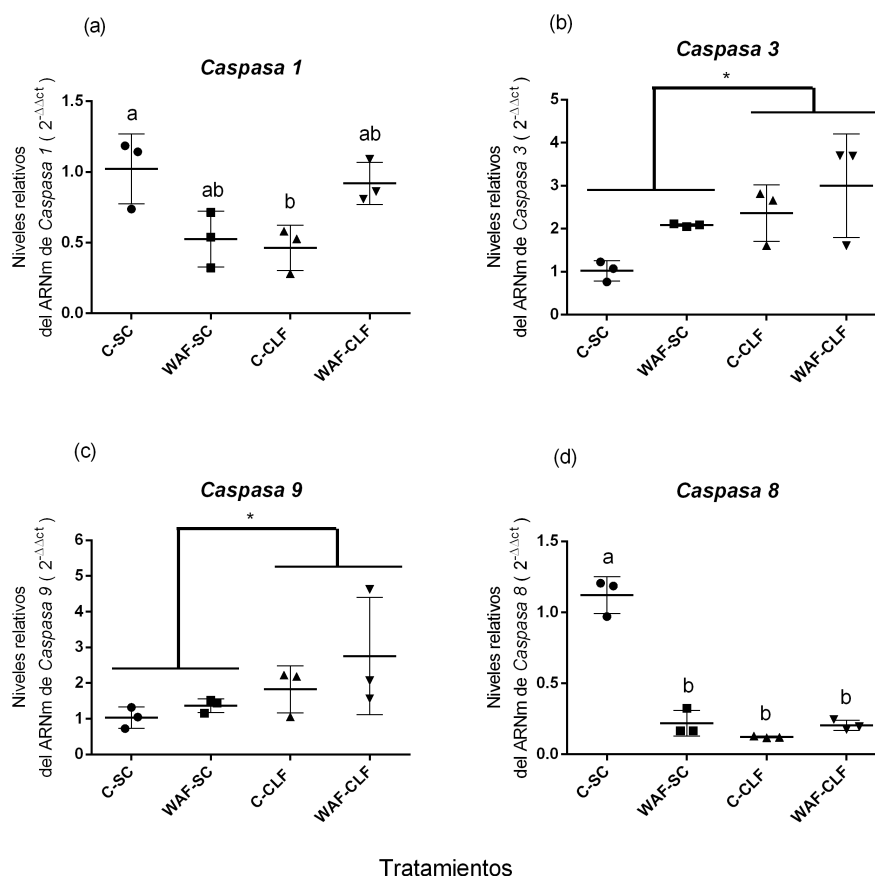 (a)
Caspasa 1
Niveles relativos
del ARNm de Caspasa 1 ( 2-ΔΔct)
1.5
1.0
0.5
0.0
a
ab
b
ab
C-SC
WAF-SC
C-CLF
WAF-CLF
(b)
Caspasa 3
Niveles relativos
del ARNm de Caspasa 3 ( 2-ΔΔct)
5
4
3
2
1
0
*
C-SC
WAF-SC
C-CLF
WAF-CLF
(c)
Caspasa 9
Niveles relativos
del ARNm de Caspasa 9 ( 2-ΔΔct)
6
5
4
3
2
1
0
*
C-SC
WAF-SC
C-CLF
WAF-CLF
(d)
Caspasa 8
Niveles relativos
del ARNm de Caspasa 8 ( 2-ΔΔct)
1.5
1.0
0.5
0.0
a
b
b
b
C-SC
WAF-SC
C-CLF
WAF-CLF
Tratamientos